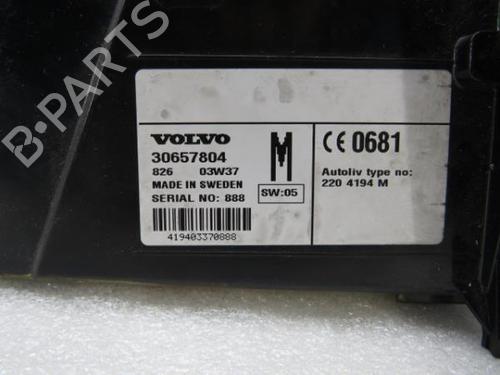 B-PARTS
VOLVO
30657804
826 03W37
MADE IN SWEDEN
SERIAL NO: 888
419403370888
M
SW:05
CE 0681
Autoliv type no:
220 4194 M